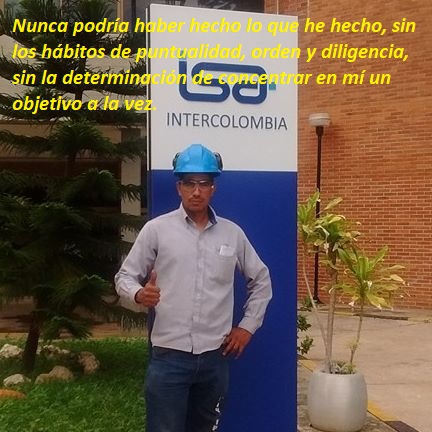 Nunca podría haber hecho lo que he hecho, sin
los hábitos de puntualidad, orden y diligencia,
sin la determinación de concentrar en mí un
objetivo a la vez.
isa
INTERCOLOMBIA